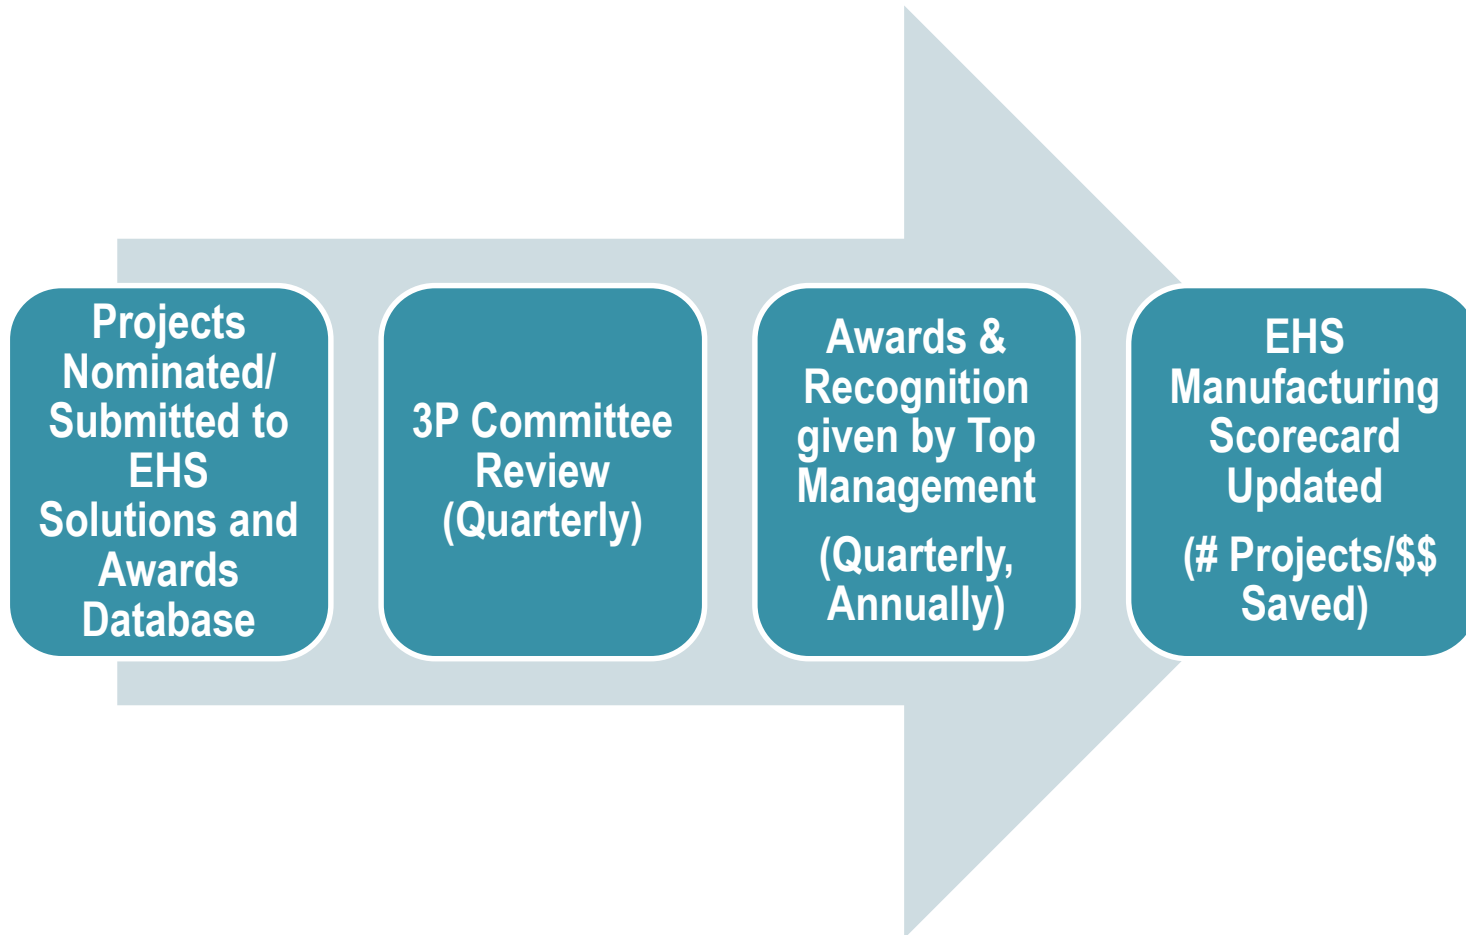 Projects
Nominated/
Submitted to
EHS
Solutions and
Awards
Database
3P Committee
Review
(Quarterly)
Awards &
Recognition
given by Top
Management
(Quarterly,
Annually)
EHS
Manufacturing
Scorecard
Updated
(# Projects/$$
Saved)